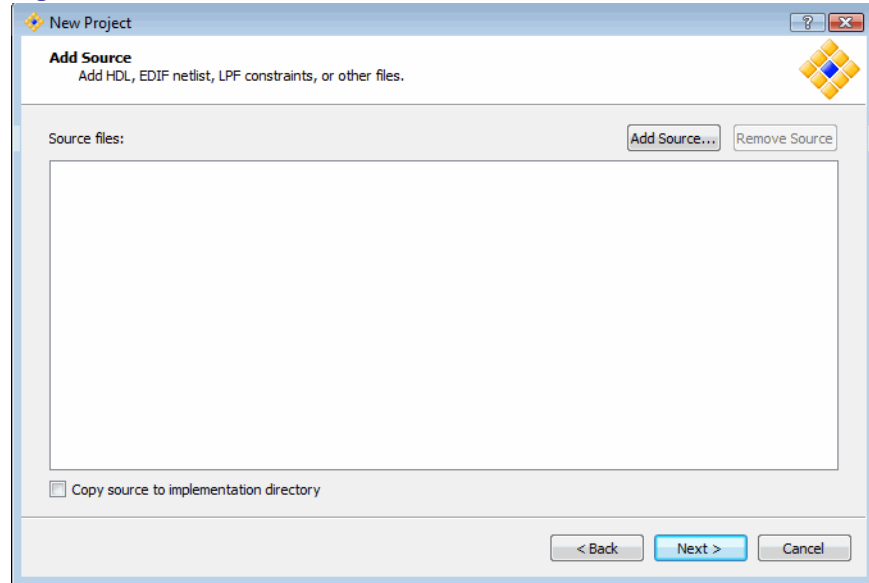 New Project
Add Source
Add HDL, EDIF netlist, LPF constraints, or other files.
Source files:
Add Source...
Remove Source
Copy source to implementation directory
< Back
Next >
Cancel